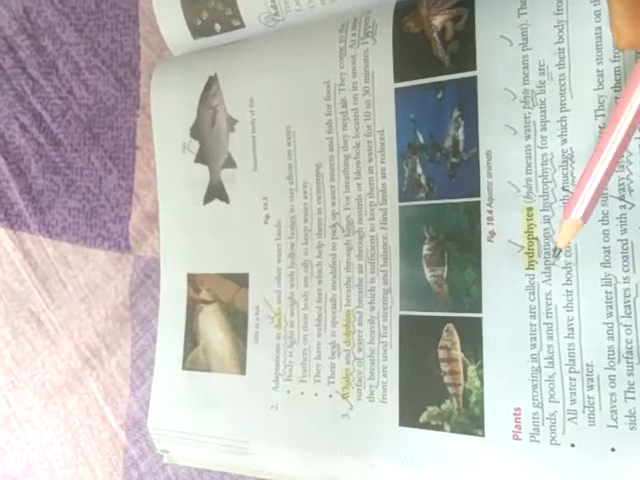 Gills in a fish
Fig. 10.3
Streamlined body of fish
2. Adaptations in ducks and other water birds:
• Body is light in weight with hollow bones to stay afloat on water.
• Feathers on their body are oily to keep water away.
• They have webbed feet which help them in swimming.
• Their beak is specially modified to pick up water insects and fish for food.
3. Whales and dolphins breathe through lungs. For breathing they need air. They come to the
surface of water and breathe air through nostrils or blowhole located on its snout. At a time
they breathe heavily which is sufficient to keep them in water for 10 to 30 minutes.
front are used for steering and balance. Hind limbs are reduced.
Fig. 10.4 Aquatic animals
Plants
Plants growing in water are called hydrophytes (hydro means water; phyte means plant). The
ponds, pools, lakes and rivers. Adaptations in hydrophytes for aquatic life are:
• All water plants have their body mucilage which protects their body from
under water.
• Leaves on lotus and water lily float on the They bear stomata on
side. The surface of leaves is coated with a waxy them from